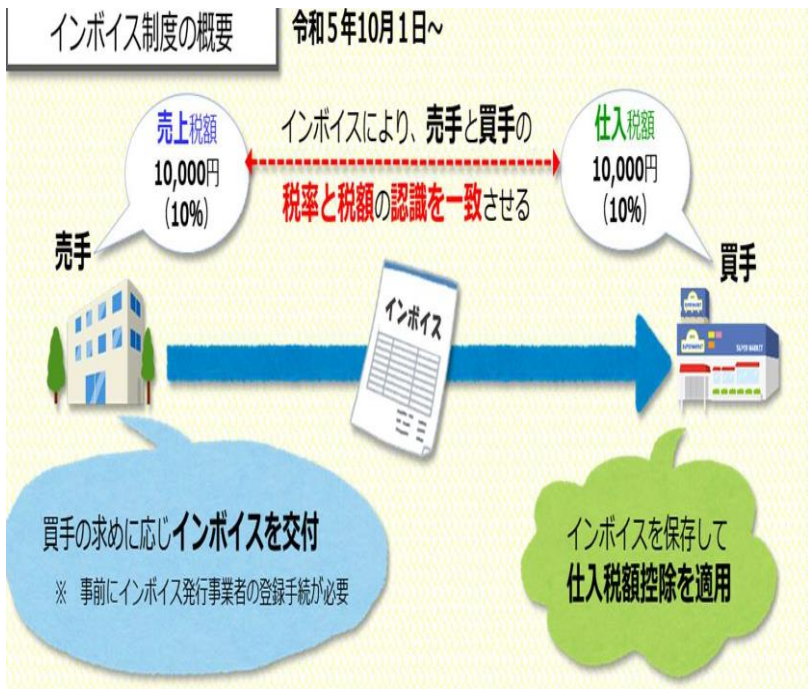 インボイス制度の概要
令和5年10月1日~
売上税額
10,000円
(10%)
インボイスにより、売手と買手の
税率と税額の認識を一致させる
仕入税額
10,000円
(10%)
売手
買手
インボイス
買手の求めに応じインボイスを交付
※ 事前にインボイス発行事業者の登録手続が必要
インボイスを保存して
仕入税額控除を適用